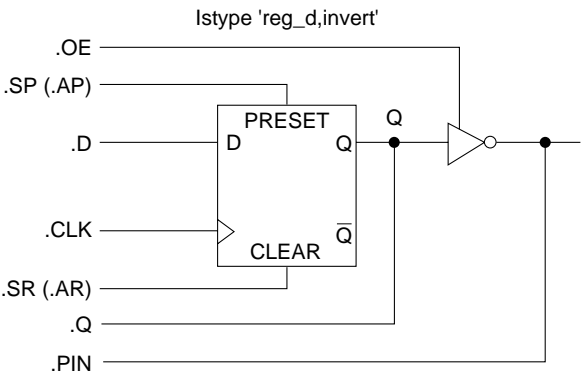 Istype 'reg_d,invert'
.OE
.SP (.AP)
PRESET
Q
.D
D
Q
.CLK
Q̅
CLEAR
.SR (.AR)
.Q
.PIN